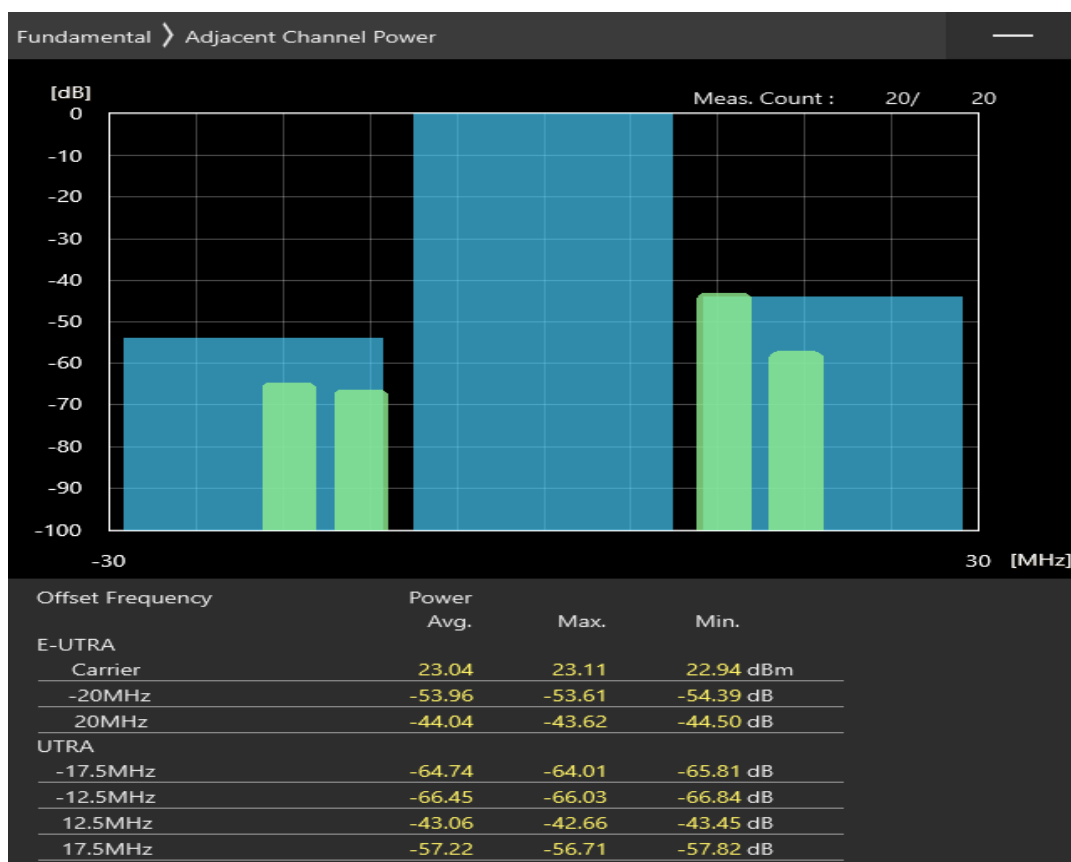 Fundamental ❯ Adjacent Channel Power
[dB]
Meas. Count : 20/ 20
0
-10
-20
-30
-40
-50
-60
-70
-80
-90
-100
-30 30 [MHz]
Offset Frequency Power
Avg. Max. Min.
E-UTRA
Carrier 23.04 23.11 22.94 dBm
-20MHz -53.96 -53.61 -54.39 dB
20MHz -44.04 -43.62 -44.50 dB
UTRA
-17.5MHz -64.74 -64.01 -65.81 dB
-12.5MHz -66.45 -66.03 -66.84 dB
12.5MHz -43.06 -42.66 -43.45 dB
17.5MHz -57.22 -56.71 -57.82 dB